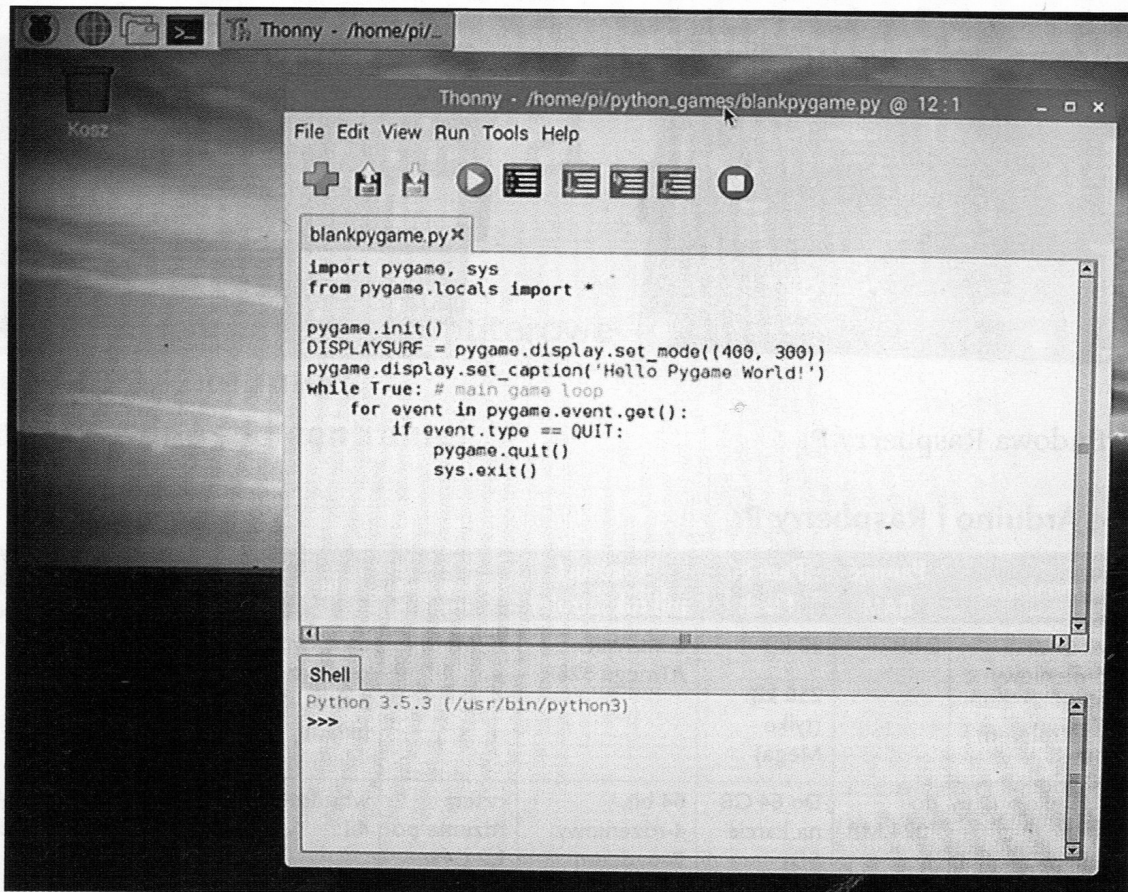 Thonny - /home/pi/_
Kosz
Thonny - /home/pi/python_games/blankpygame.py @ 12:1
File Edit View Run Tools Help
blankpygame.py
import pygame, sys
from pygame.locals import *
pygame.init()
DISPLAYSURF = pygame.display.set_mode((400, 300))
pygame.display.set_caption('Hello Pygame World!')
while True: # main game loop
for event in pygame.event.get():
if event.type == QUIT:
pygame.quit()
sys.exit()
Shell
Python 3.5.3 (/usr/bin/python3)
>>>